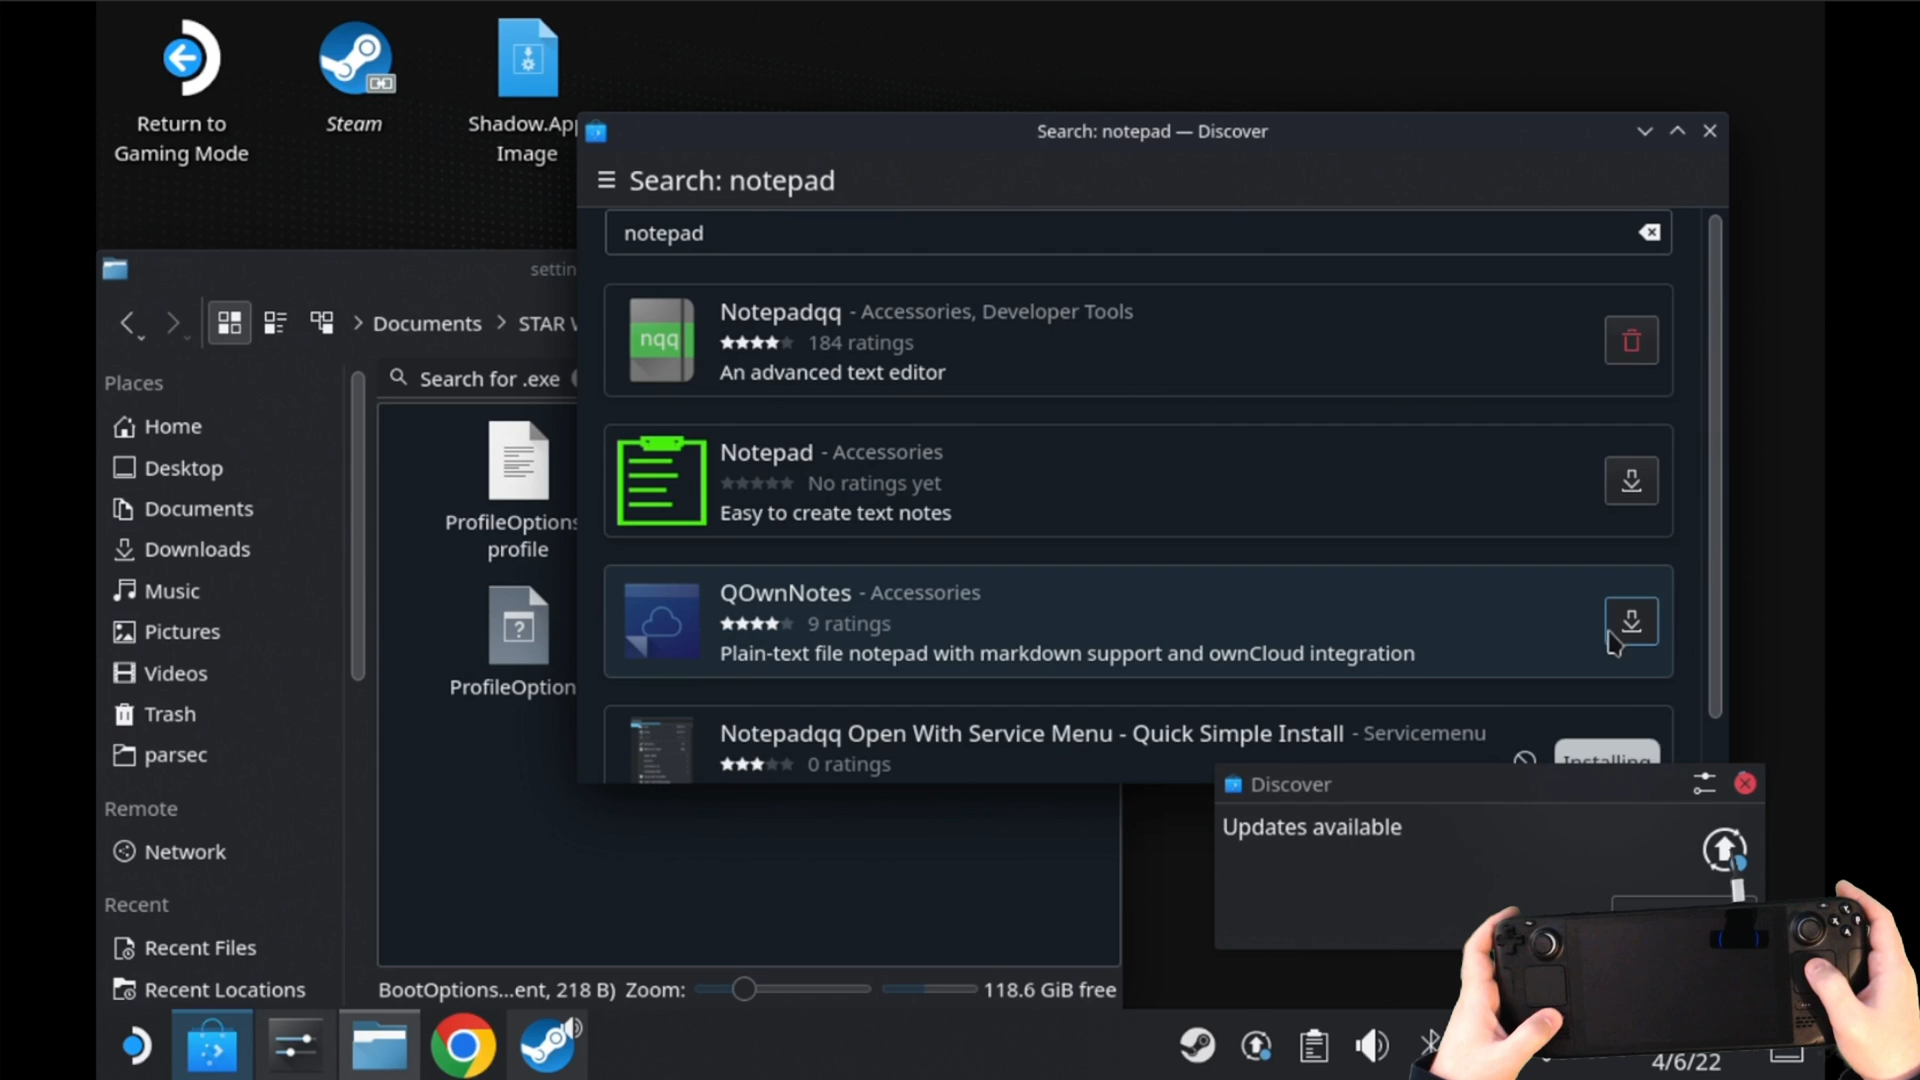 Return to
Gaming Mode
Steam
Shadow.Ap
Image
Search: notepad — Discover
Search: notepad
notepad
Notepadqq - Accessories, Developer Tools
184 ratings
An advanced text editor
nqq
Notepad - Accessories
No ratings yet
Easy to create text notes
QOwnNotes - Accessories
9 ratings
Plain-text file notepad with markdown support and ownCloud integration
Notepadqq Open With Service Menu - Quick Simple Install - Servicemenu
0 ratings
Installing
Discover
Updates available
settin
Documents
STAR W
Search for .exe
Places
Home
Desktop
Documents
Downloads
Music
Pictures
Videos
Trash
parsec
Remote
Network
Recent
Recent Files
Recent Locations
ProfileOptions
profile
?
ProfileOption
BootOptions...ent, 218 B)
Zoom:
118.6 GiB free
4/6/22